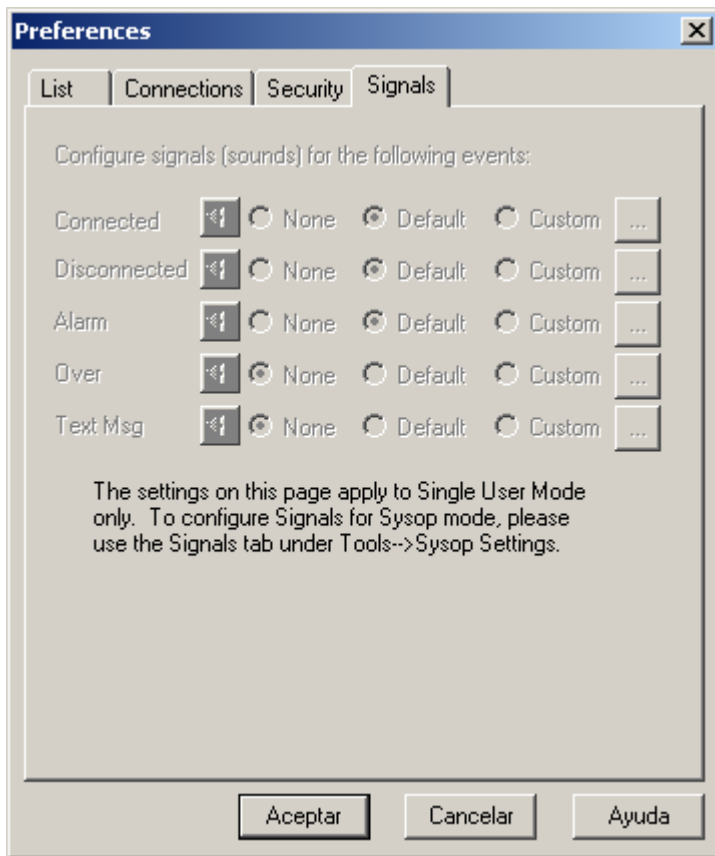 Preferences
List Connections Security Signals
Configure signals (sounds) for the following events:
Connected None Default Custom ...
Disconnected None Default Custom ...
Alarm None Default Custom ...
Over None Default Custom ...
Text Msg None Default Custom ...
The settings on this page apply to Single User Mode
only. To configure Signals for Sysop mode, please
use the Signals tab under Tools-->Sysop Settings.
Aceptar Cancelar Ayuda